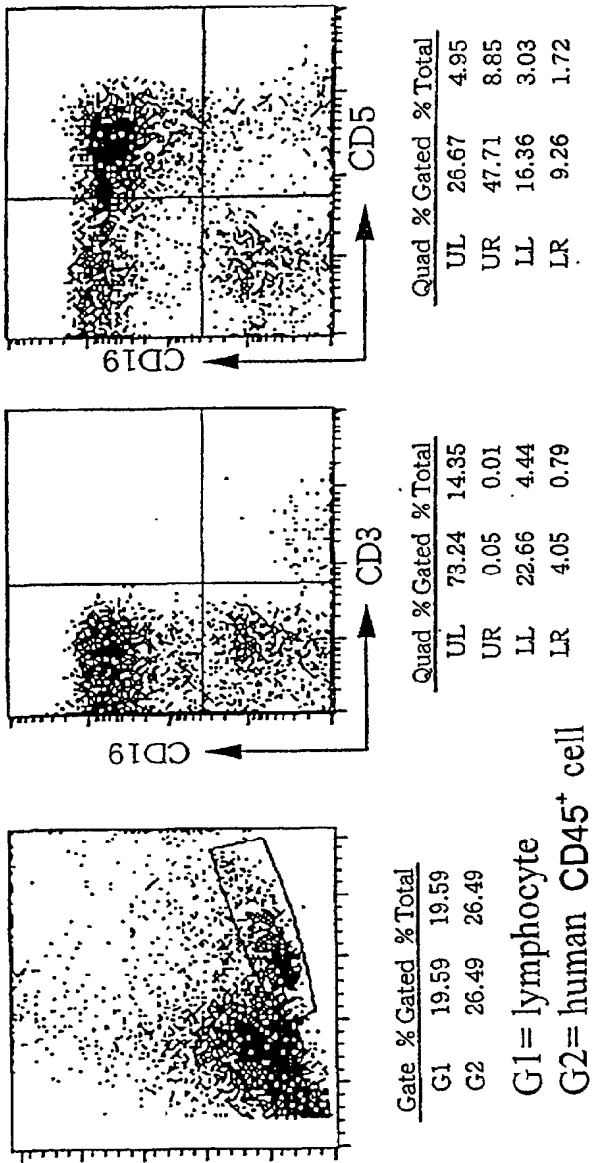 Gate % Gated % Total
G1 19.59 19.59
G2 26.49 26.49
G1= lymphocyte
G2= human CD45+ cell
CD19
CD3
Quad % Gated % Total
UL 73.24 14.35
UR 0.05 0.01
LL 22.66 4.44
LR 4.05 0.79
CD19
CD5
Quad % Gated % Total
UL 26.67 4.95
UR 47.71 8.85
LL 16.36 3.03
LR 9.26 1.72